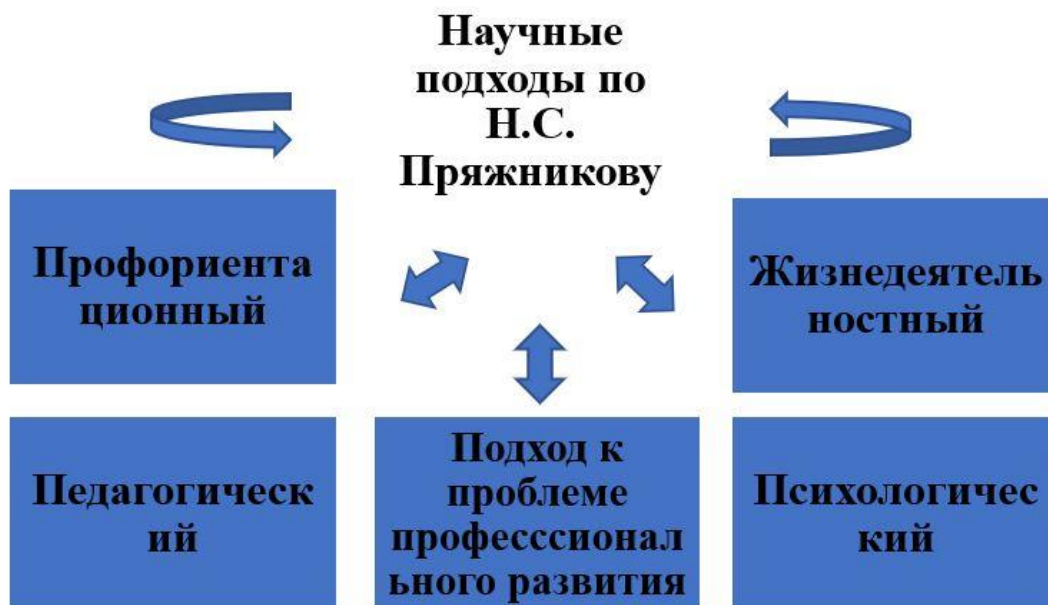 Научные
подходы по
Н.С.
Пряжникову
Профориента
ционный
Жизнедеятель
ностный
Педагогическ
ий
Подход к
проблеме
професссионал
ьного развития
Психологичес
кий